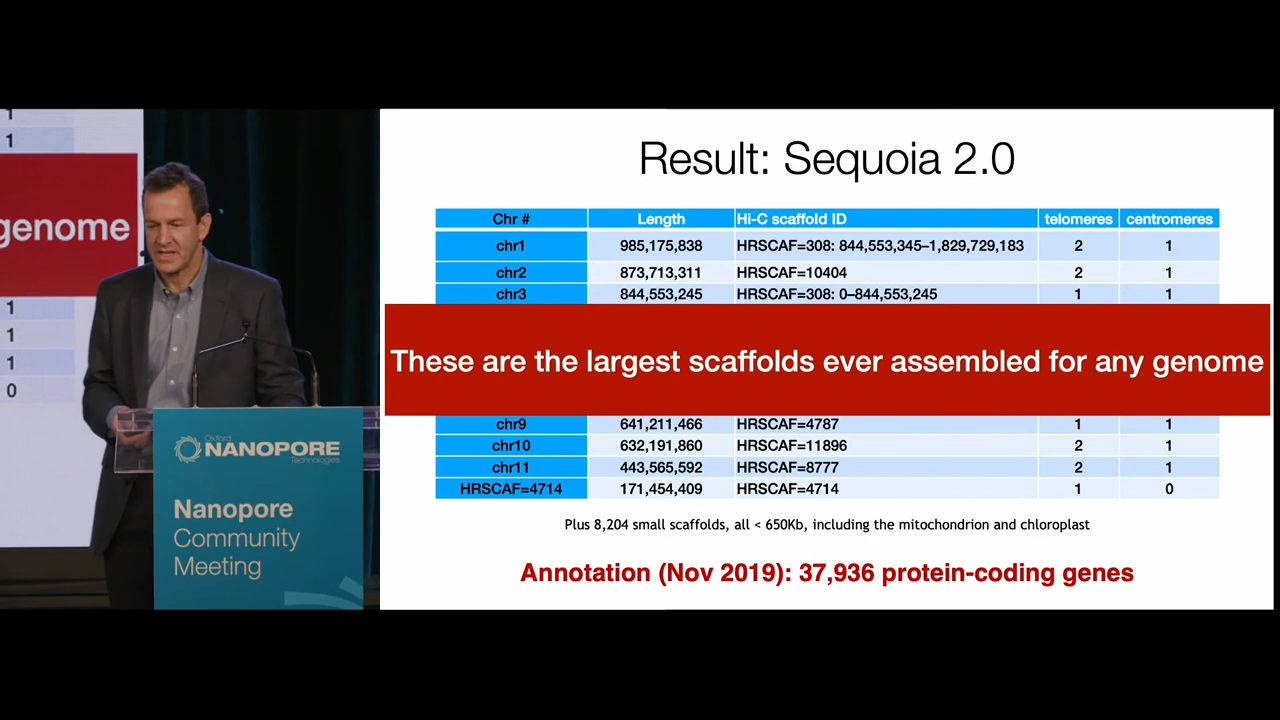 1
1
genome
1
1
1
0
Oxford
NANOPORE
Technologies
Nanopore
Community
Meeting
Result: Sequoia 2.0
Chr # Length Hi-C scaffold ID telomeres centromeres
chr1 985,175,838 HRSCAF=308: 844,553,345–1,829,729,183 2 1
chr2 873,713,311 HRSCAF=10404 2 1
chr3 844,553,245 HRSCAF=308: 0–844,553,245 1 1
These are the largest scaffolds ever assembled for any genome
chr9 641,211,466 HRSCAF=4787 1 1
chr10 632,191,860 HRSCAF=11896 2 1
chr11 443,565,592 HRSCAF=8777 2 1
HRSCAF=4714 171,454,409 HRSCAF=4714 1 0
Plus 8,204 small scaffolds, all < 650Kb, including the mitochondrion and chloroplast
Annotation (Nov 2019): 37,936 protein-coding genes